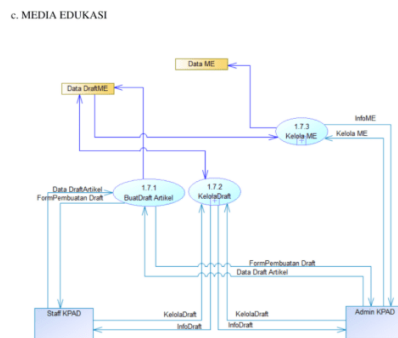 c. MEDIA EDUKASI
Data ME
Data DraftME
1.7.3
Kelola ME
InfoME
Kelola ME
1.7.1
BuatDraft Artikel
1.7.2
KelolaDraft
Data DraftArtikel
FormPembuatan Draft
FormPembuatan Draft
Data Draft Artikel
Staff KPAD
Admin KPAD
KelolaDraft
KelolaDraft
InfoDraft
InfoDraft